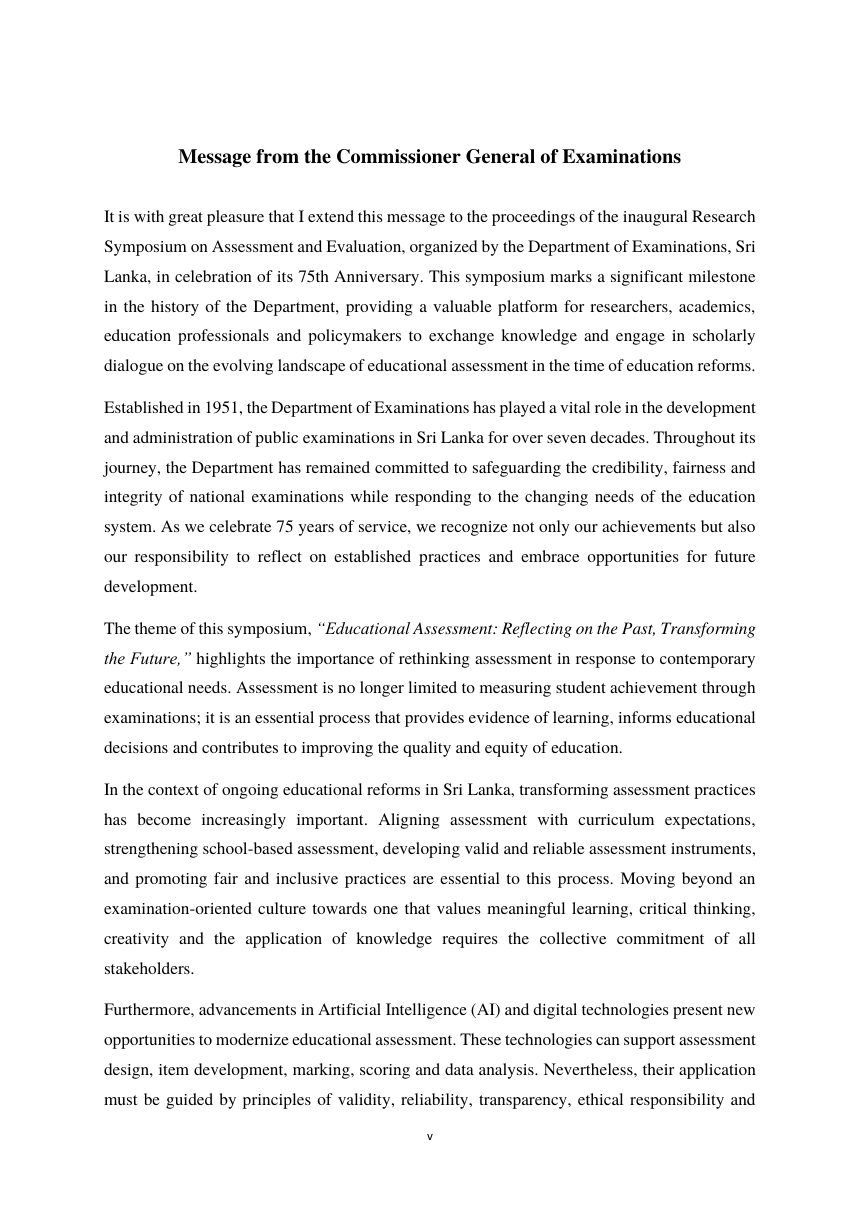 Message from the Commissioner General of Examinations
It is with great pleasure that I extend this message to the proceedings of the inaugural Research
Symposium on Assessment and Evaluation, organized by the Department of Examinations, Sri
Lanka, in celebration of its 75th Anniversary. This symposium marks a significant milestone
in the history of the Department, providing a valuable platform for researchers, academics,
education professionals and policymakers to exchange knowledge and engage in scholarly
dialogue on the evolving landscape of educational assessment in the time of education reforms.
Established in 1951, the Department of Examinations has played a vital role in the development
and administration of public examinations in Sri Lanka for over seven decades. Throughout its
journey, the Department has remained committed to safeguarding the credibility, fairness and
integrity of national examinations while responding to the changing needs of the education
system. As we celebrate 75 years of service, we recognize not only our achievements but also
our responsibility to reflect on established practices and embrace opportunities for future
development.
The theme of this symposium, “Educational Assessment: Reflecting on the Past, Transforming
the Future,” highlights the importance of rethinking assessment in response to contemporary
educational needs. Assessment is no longer limited to measuring student achievement through
examinations; it is an essential process that provides evidence of learning, informs educational
decisions and contributes to improving the quality and equity of education.
In the context of ongoing educational reforms in Sri Lanka, transforming assessment practices
has become increasingly important. Aligning assessment with curriculum expectations,
strengthening school-based assessment, developing valid and reliable assessment instruments,
and promoting fair and inclusive practices are essential to this process. Moving beyond an
examination-oriented culture towards one that values meaningful learning, critical thinking,
creativity and the application of knowledge requires the collective commitment of all
stakeholders.
Furthermore, advancements in Artificial Intelligence (AI) and digital technologies present new
opportunities to modernize educational assessment. These technologies can support assessment
design, item development, marking, scoring and data analysis. Nevertheless, their application
must be guided by principles of validity, reliability, transparency, ethical responsibility and
v